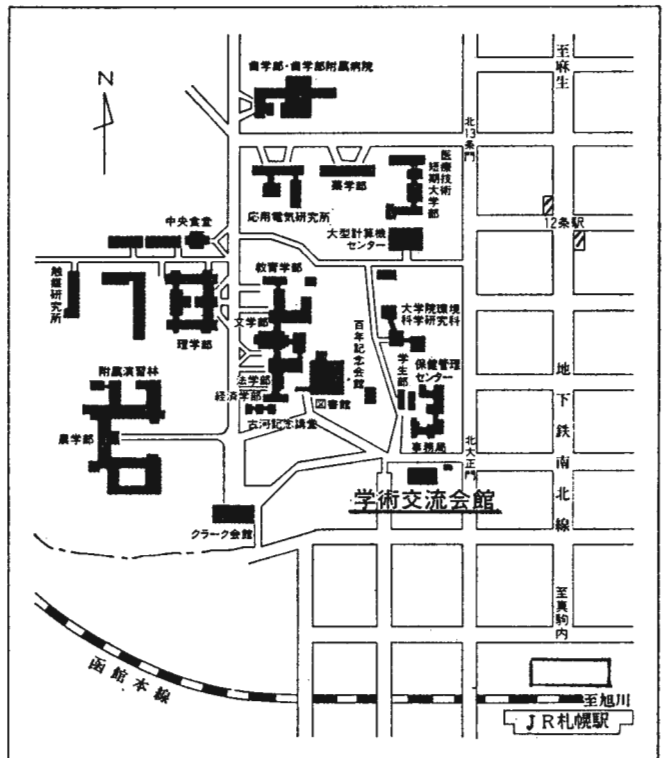 N
歯学部・歯学部附属病院
至麻生
北13条門
医療技術短期大学部
薬学部
応用電気研究所
12条駅
大型計算機
センター
中央食堂
教育学部
触媒研究所
大学院環境
科学研究科
文学部
理学部
百年記念会館
学生部
保健管理
センター
附属演習林
法学部
経済学部
図書館
古河記念講堂
地下鉄南北線
農学部
事務局
北大正門
学術交流会館
クラーク会館
至真駒内
函館本線
至旭川
JR札幌駅